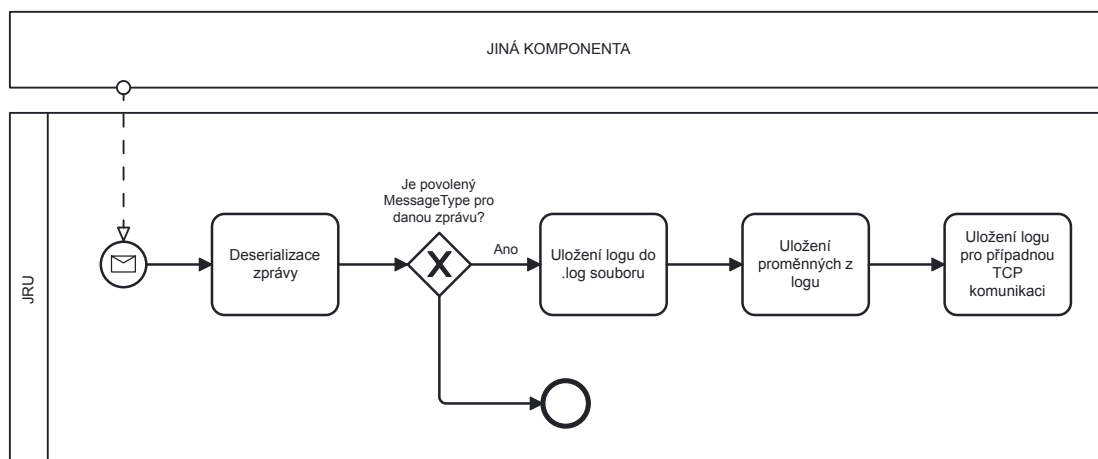 JINÁ KOMPONENTA
JRU
Deserializace
zprávy
Je povolený
MessageType pro
danou zprávu?
Ano
Uložení logu do
.log souboru
Uložení
proměnných z
logu
Uložení logu
pro případnou
TCP
komunikaci